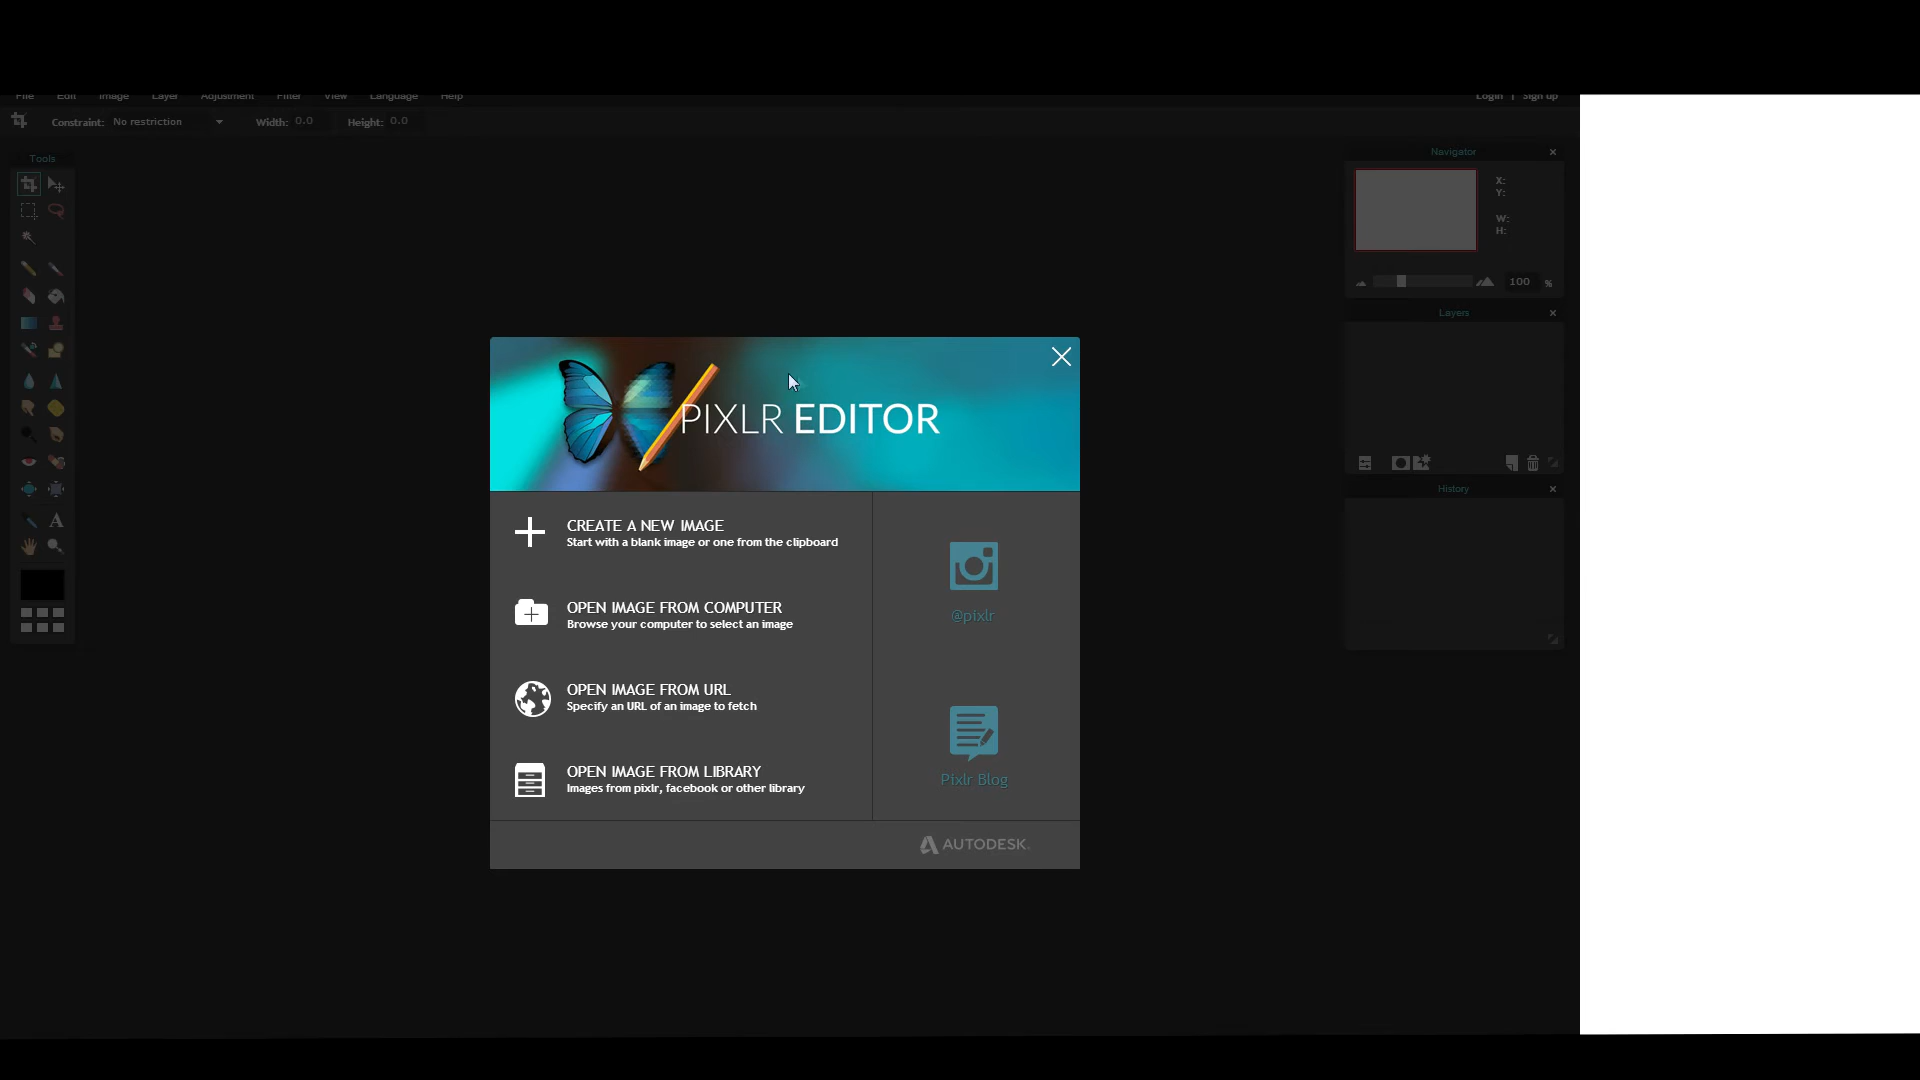 File Edit Image Layer Adjustment Filter View Language Help Login | Sign up
Constraint: No restriction Width: 0.0 Height: 0.0
Tools
Navigator
X:
Y:
W:
H:
100 %
Layers
History
PIXLR EDITOR
CREATE A NEW IMAGE
Start with a blank image or one from the clipboard
OPEN IMAGE FROM COMPUTER
Browse your computer to select an image
OPEN IMAGE FROM URL
Specify an URL of an image to fetch
OPEN IMAGE FROM LIBRARY
Images from pixlr, facebook or other library
@pixlr
Pixlr Blog
AUTODESK